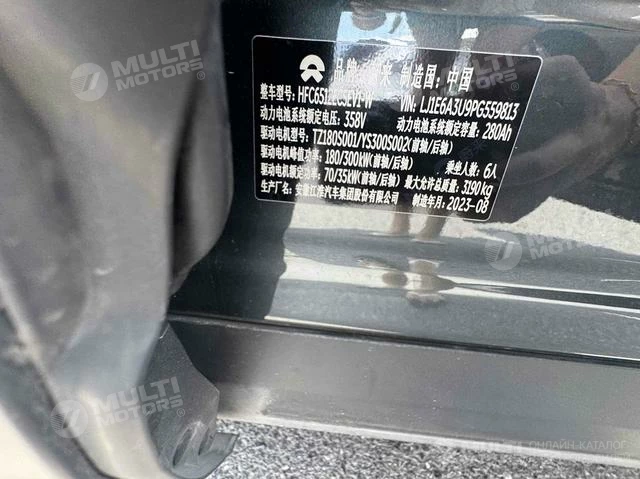 品牌: 蔚来 制造国: 中国
整车型号: VIN: LJ1E6A3U9PG559813
动力电池系统额定电压: 358V 动力电池系统额定容量: 280Ah
驱动电机型号: TZ180S001/YS300S002(前轴/后轴)
驱动电机峰值功率: 180/300kW(前轴/后轴) 乘坐人数: 6人
驱动电机额定功率: 70/35kW(前轴/后轴) 最大允许总质量: 3190kg
生产厂名: 安徽江淮汽车集团股份有限公司 制造年月: 2023-08
MULTI MOTORS
MULTI MOTORS
MULTI MOTORS
MULTI MOTORS
ОНЛАЙН-КАТАЛОГ